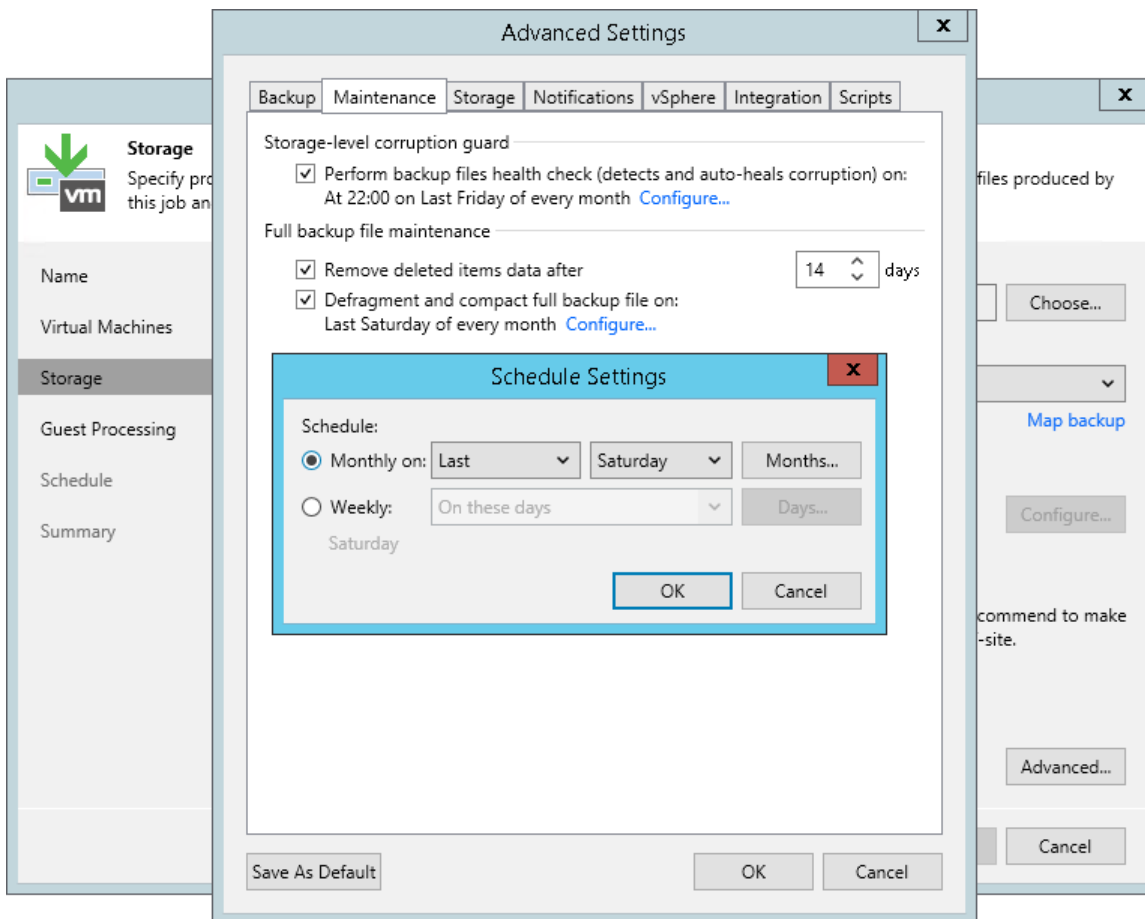 Advanced Settings
X
Backup Maintenance Storage Notifications vSphere Integration Scripts
Storage-level corruption guard
Perform backup files health check (detects and auto-heals corruption) on:
At 22:00 on Last Friday of every month Configure...
Full backup file maintenance
Remove deleted items data after 14 days
Defragment and compact full backup file on:
Last Saturday of every month Configure...
Schedule Settings
X
Schedule:
Monthly on: Last Saturday Months...
Weekly: On these days Days...
Saturday
OK Cancel
Save As Default OK Cancel
X
vm
Storage
Specify
this job
files produced by
Name
Virtual Machines
Storage
Guest Processing
Schedule
Summary
Choose...
Map backup
Configure...
to make
Advanced...
Cancel